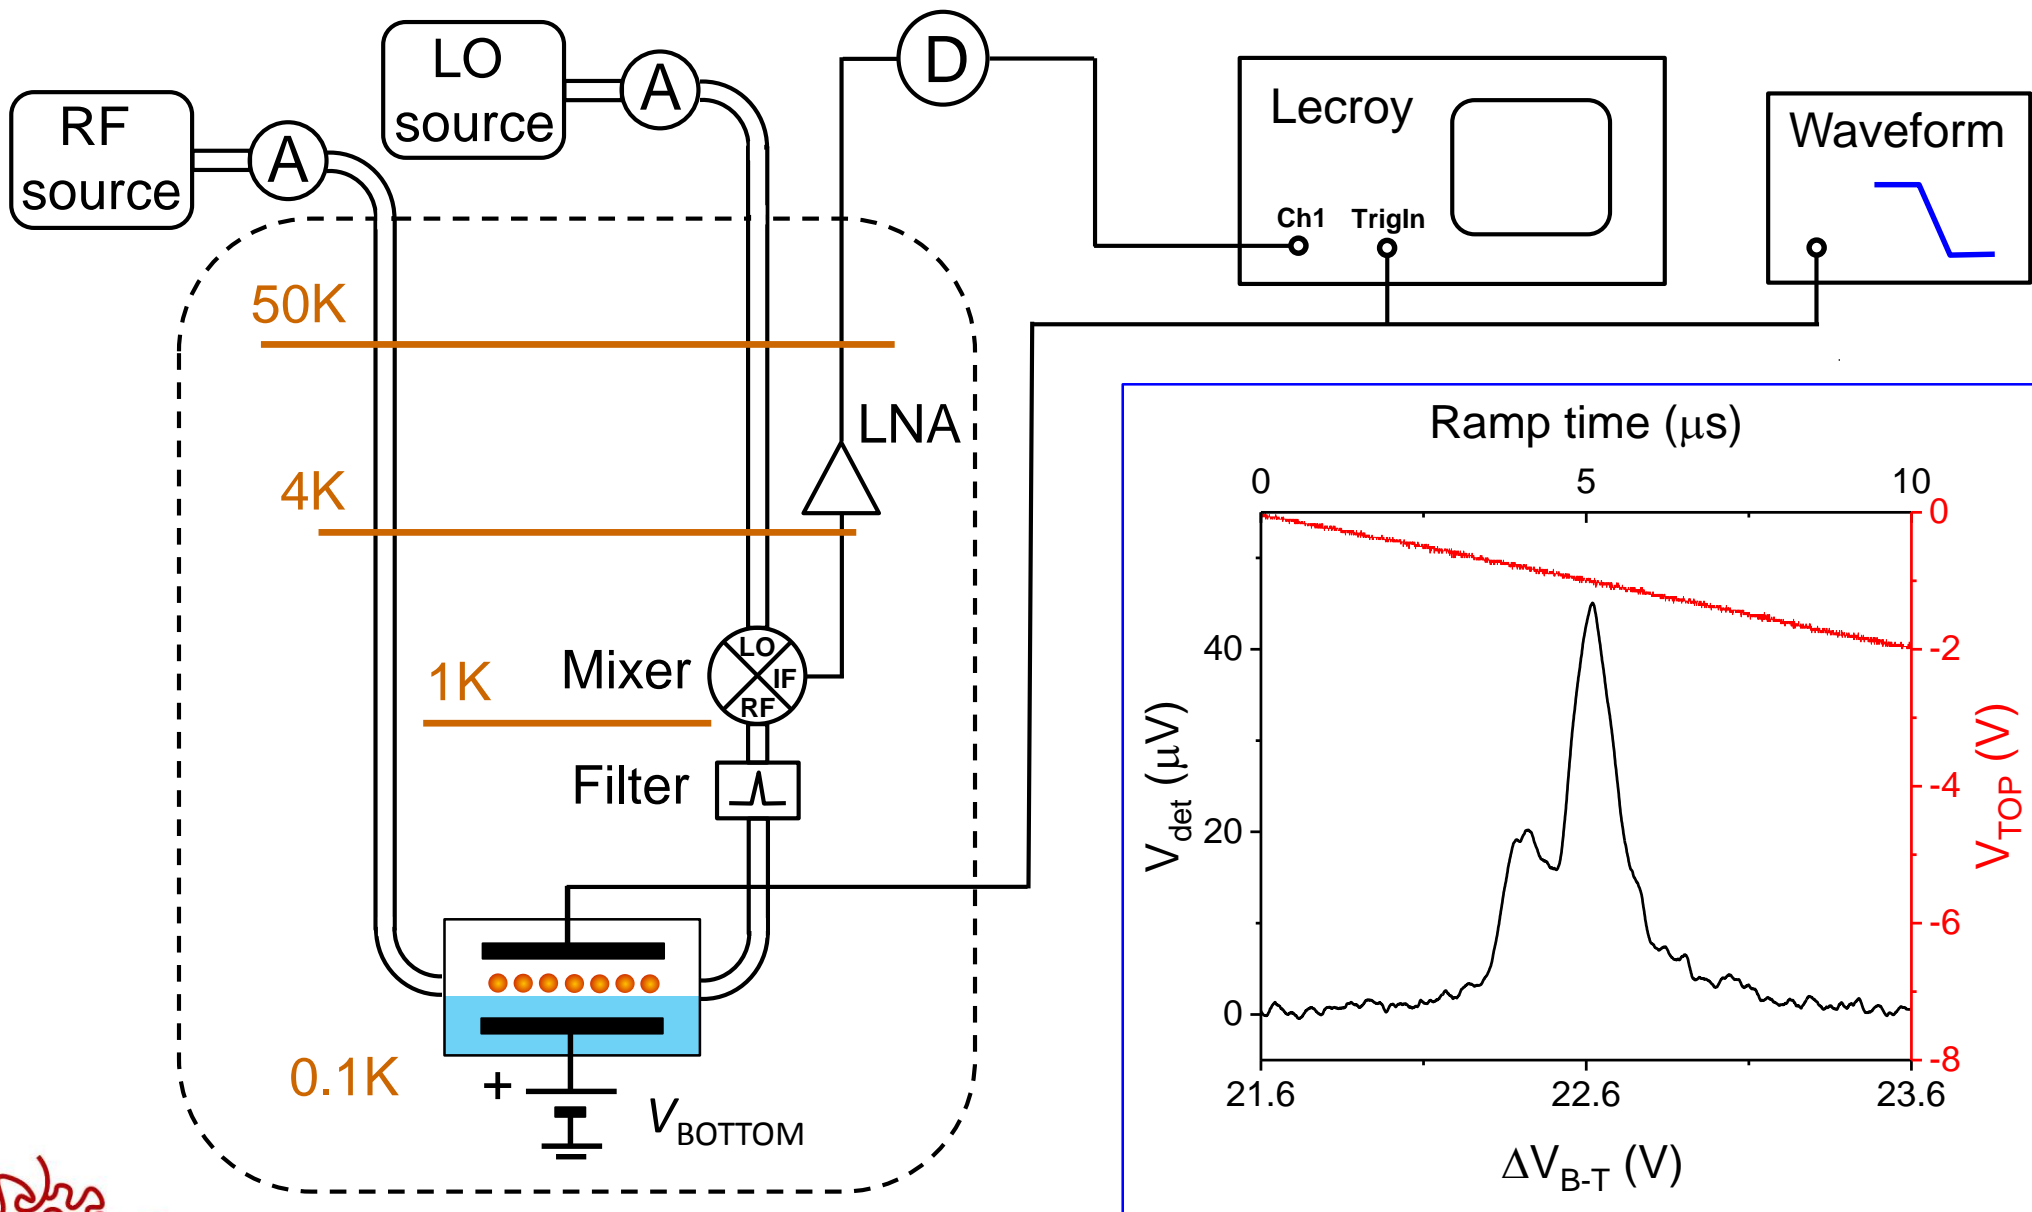 LO
source
A
D
RF
source
A
Lecroy
Ch1
TrigIn
Waveform
50K
LNA
4K
Mixer
LO
IF
RF
1K
Filter
0.1K
+
VBOTTOM
Ramp time (μs)
0
5
10
40
20
0
Vdet (μV)
0
-2
-4
-6
-8
VTOP (V)
21.6
22.6
23.6
ΔVB-T (V)